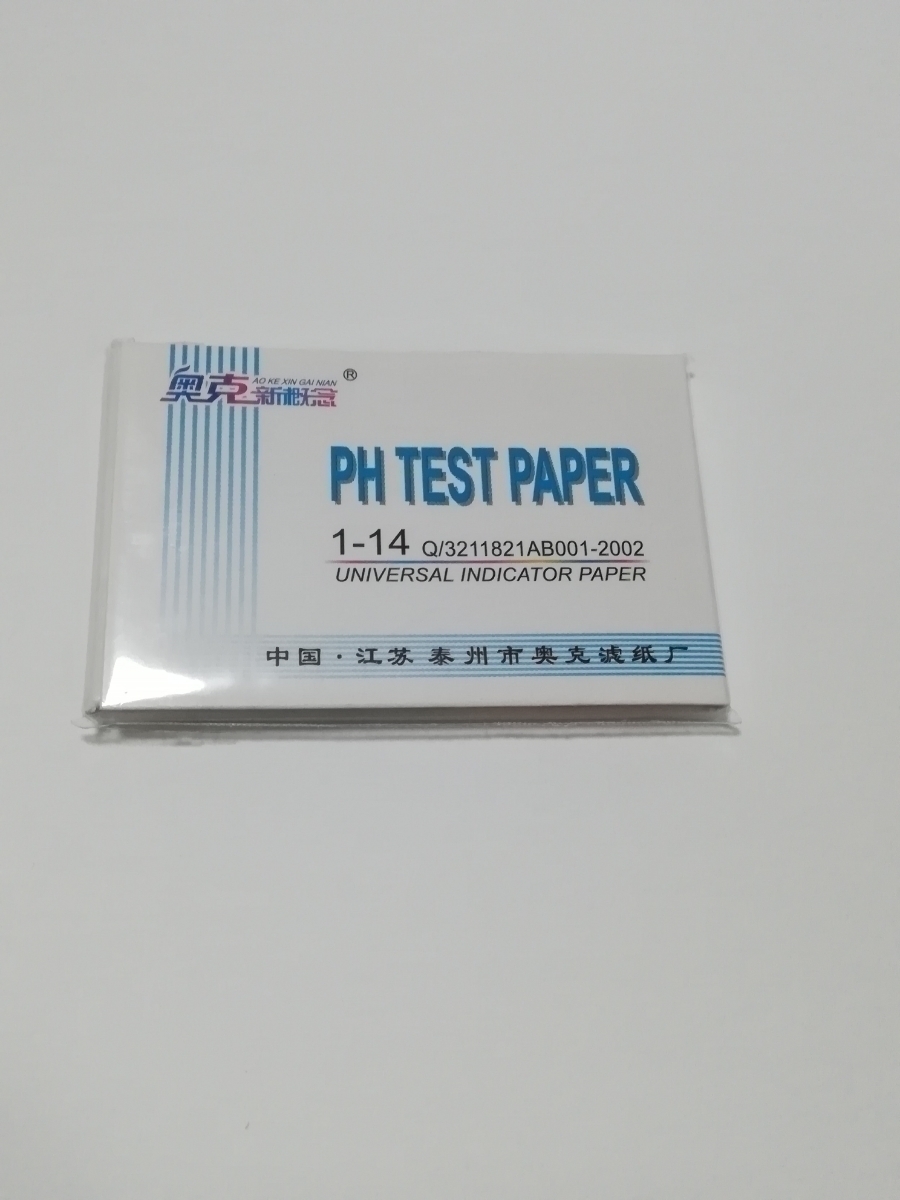 奥克新概念 AO KE XIN GAI NIAN ®
PH TEST PAPER
1-14 Q/3211821AB001-2002
UNIVERSAL INDICATOR PAPER
中国·江苏 泰州市奥克滤纸厂